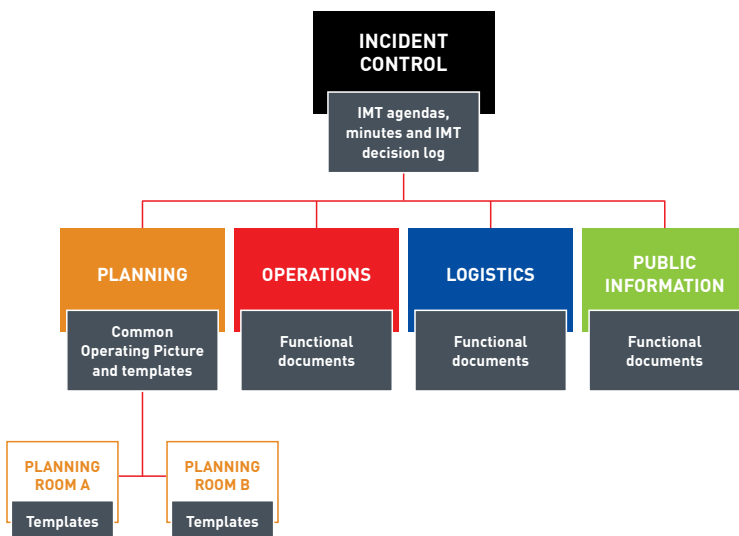 INCIDENT
CONTROL
IMT agendas,
minutes and IMT
decision log
PLANNING
Common
Operating Picture
and templates
OPERATIONS
Functional
documents
LOGISTICS
Functional
documents
PUBLIC
INFORMATION
Functional
documents
PLANNING
ROOM A
Templates
PLANNING
ROOM B
Templates